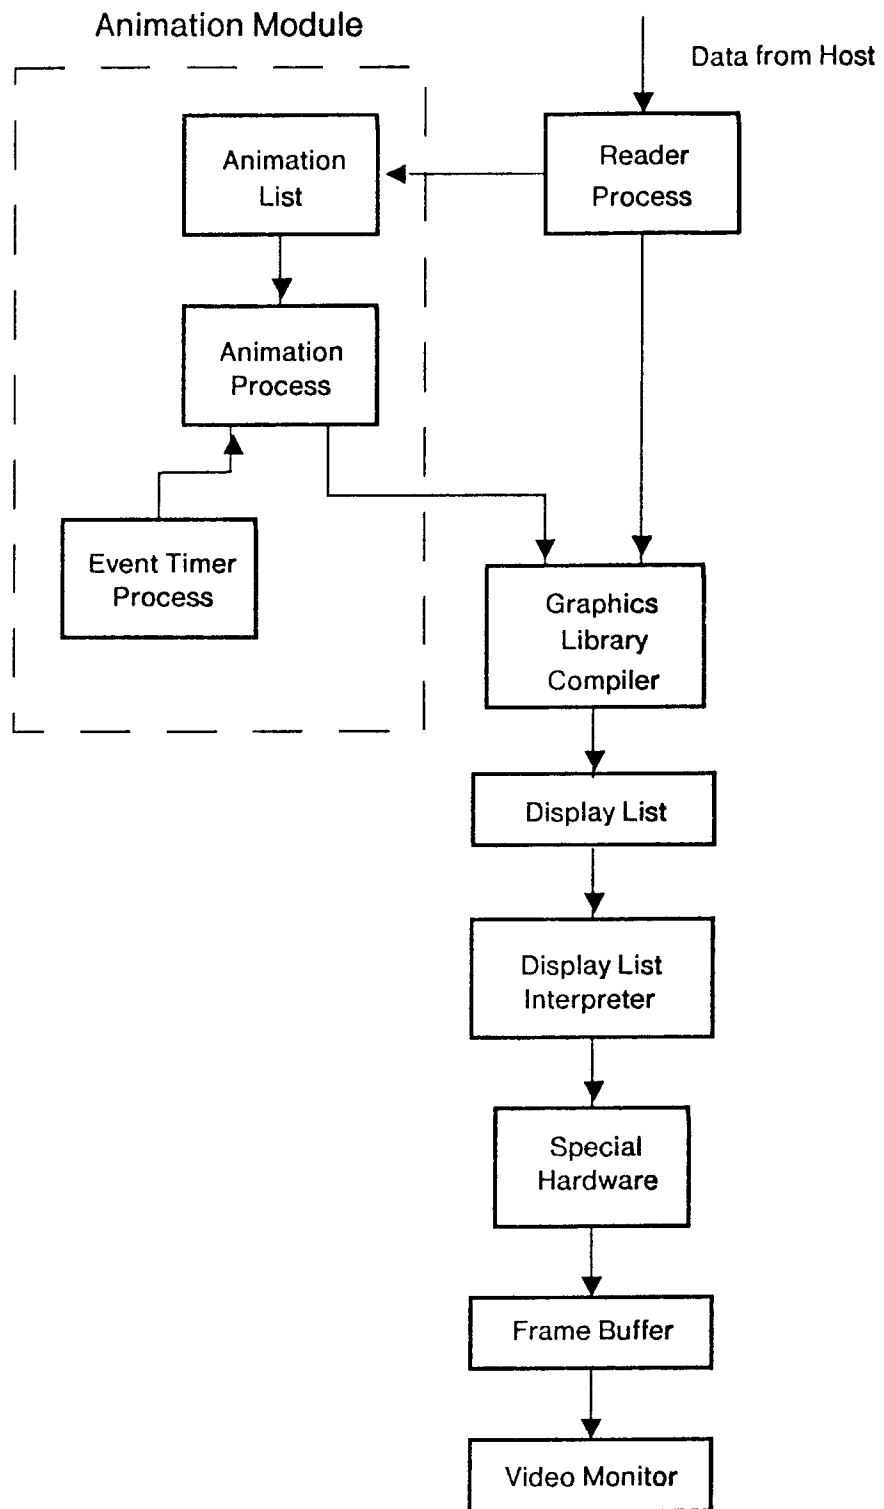 Animation Module
Data from Host
Animation
List
Reader
Process
Animation
Process
Event Timer
Process
Graphics
Library
Compiler
Display List
Display List
Interpreter
Special
Hardware
Frame Buffer
Video Monitor